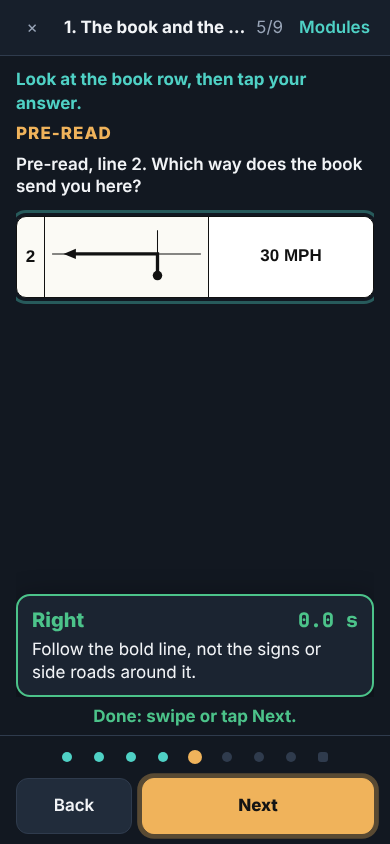 ×
1. The book and the ...
5/9
Modules
Look at the book row, then tap your
answer.
PRE-READ
Pre-read, line 2. Which way does the book
send you here?
2
30 MPH
Right
0.0 s
Follow the bold line, not the signs or
side roads around it.
Done: swipe or tap Next.
Back
Next